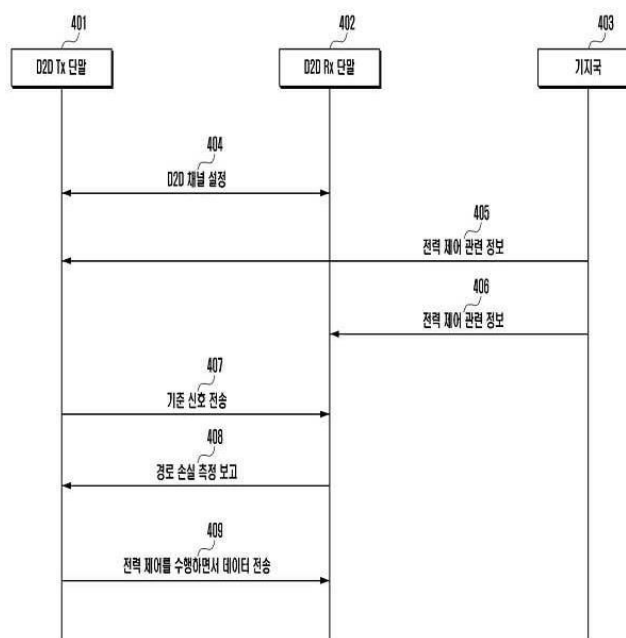 401
402
403
D2D Tx 단말
D2D Rx 단말
기지국
404
D2D 채널 설정
405
전력 제어 관련 정보
406
전력 제어 관련 정보
407
기준 신호 전송
408
경로 손실 측정 보고
409
전력 제어를 수행하면서 데이터 전송